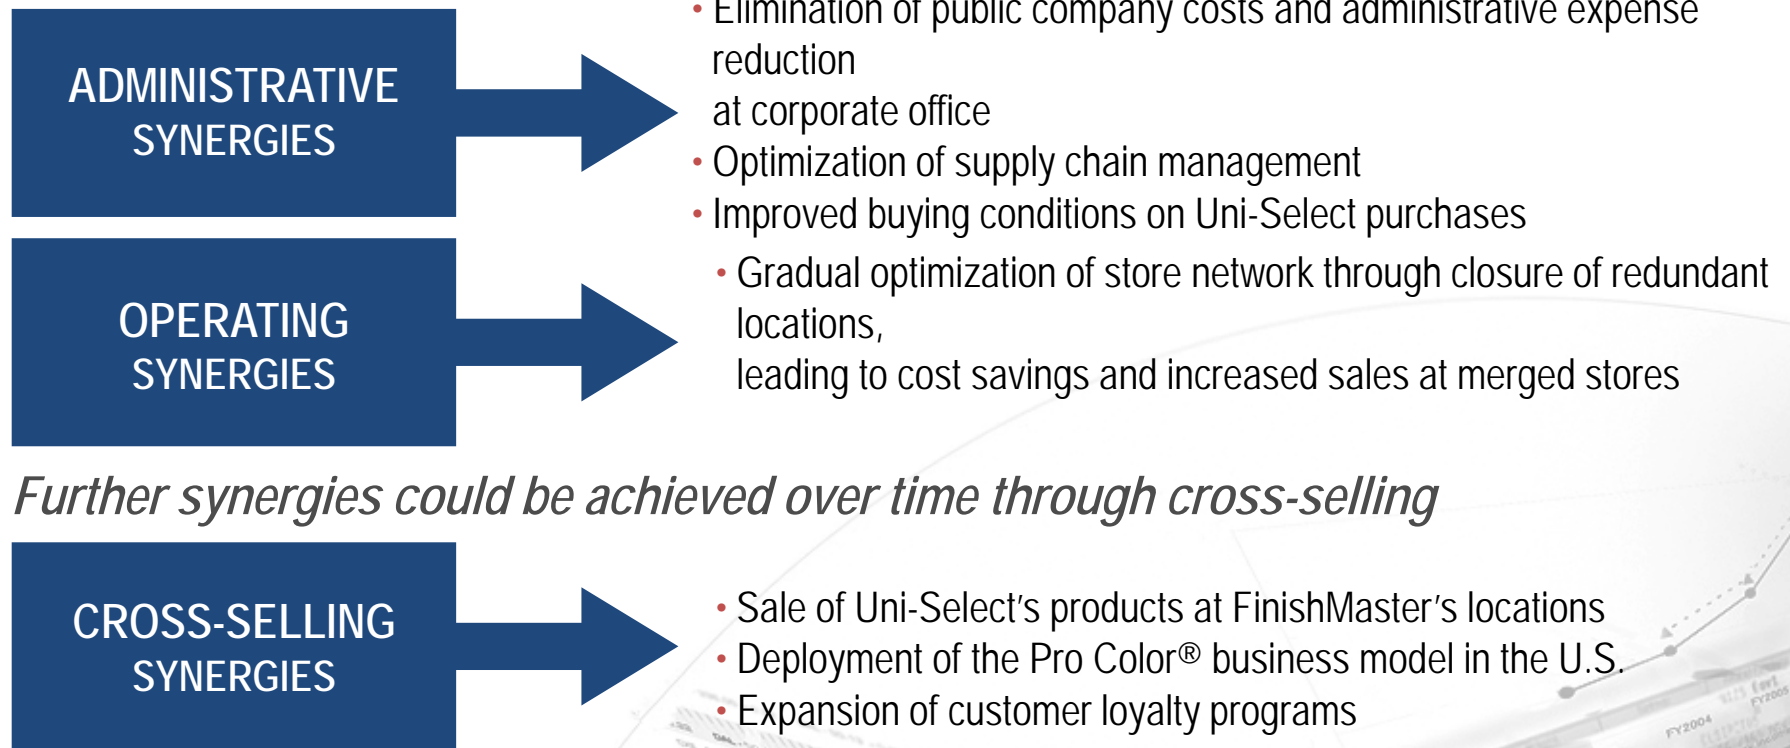 • Elimination of public company costs and administrative expense
reduction
at corporate office
• Optimization of supply chain management
• Improved buying conditions on Uni-Select purchases
ADMINISTRATIVE
SYNERGIES
• Gradual optimization of store network through closure of redundant
locations,
leading to cost savings and increased sales at merged stores
OPERATING
SYNERGIES
Further synergies could be achieved over time through cross-selling
CROSS-SELLING
SYNERGIES
• Sale of Uni-Select's products at FinishMaster's locations
• Deployment of the Pro Color® business model in the U.S.
• Expansion of customer loyalty programs
FY2004
FY2005